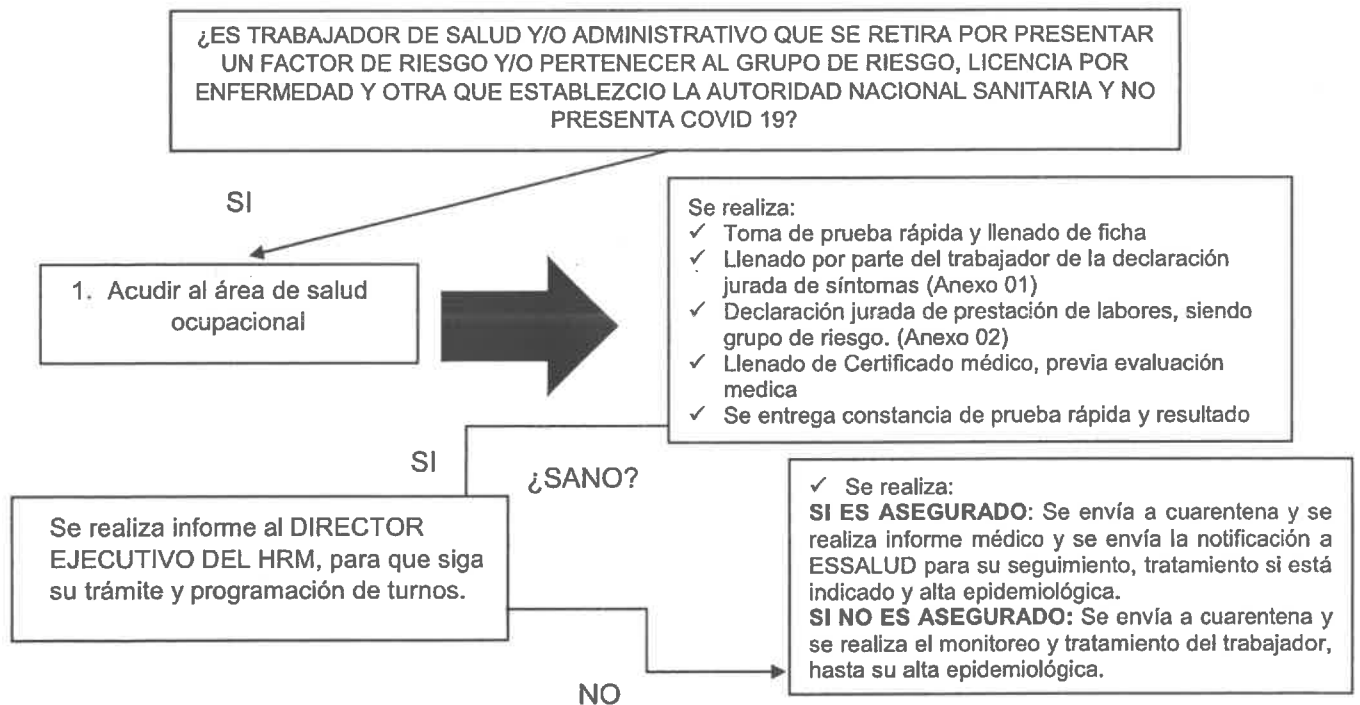 ¿ES TRABAJADOR DE SALUD Y/O ADMINISTRATIVO QUE SE RETIRA POR PRESENTAR
UN FACTOR DE RIESGO Y/O PERTENECER AL GRUPO DE RIESGO, LICENCIA POR
ENFERMEDAD Y OTRA QUE ESTABLEZCIO LA AUTORIDAD NACIONAL SANITARIA Y NO
PRESENTA COVID 19?
SI
1. Acudir al área de salud
ocupacional
Se realiza:
✓ Toma de prueba rápida y llenado de ficha
✓ Llenado por parte del trabajador de la declaración
jurada de síntomas (Anexo 01)
✓ Declaración jurada de prestación de labores, siendo
grupo de riesgo. (Anexo 02)
✓ Llenado de Certificado médico, previa evaluación
medica
✓ Se entrega constancia de prueba rápida y resultado
SI
¿SANO?
Se realiza informe al DIRECTOR
EJECUTIVO DEL HRM, para que siga
su trámite y programación de turnos.
✓ Se realiza:
SI ES ASEGURADO: Se envía a cuarentena y se
realiza informe médico y se envía la notificación a
ESSALUD para su seguimiento, tratamiento si está
indicado y alta epidemiológica.
SI NO ES ASEGURADO: Se envía a cuarentena y
se realiza el monitoreo y tratamiento del trabajador,
hasta su alta epidemiológica.
NO